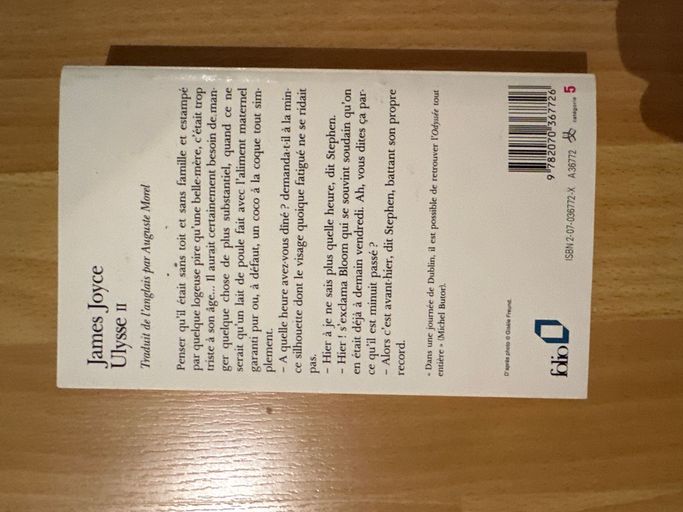 James Joyce
Ulysse II
Traduit de l'anglais par Auguste Morel
Penser qu'il était sans toit et sans famille et estampé
par quelque logeuse pire qu'une belle-mère, c'était trop
triste à son âge... Il aurait certainement besoin de man-
ger quelque chose de plus substantiel, quand ce ne
serait qu'un lait de poule fait avec l'aliment maternel
garanti pur ou, à défaut, un coco à la coque tout sim-
plement.
– A quelle heure avez-vous dîné ? demanda-t-il à la min-
ce silhouette dont le visage quoique fatigué ne se ridait
pas.
– Hier à je ne sais plus quelle heure, dit Stephen.
– Hier ! s'exclama Bloom qui se souvint soudain qu'on
en était déjà à demain vendredi. Ah, vous dites ça par-
ce qu'il est minuit passé ?
– Alors c'est avant-hier, dit Stephen, battant son propre
record.
« Dans une journée de Dublin, il est possible de retrouver l'Odyssée tout
entière » (Michel Butor).
D'après photo © Gisèle Freund.
folio
9 782070 367726
ISBN 2-07-036772-X A 36772 catégorie 5